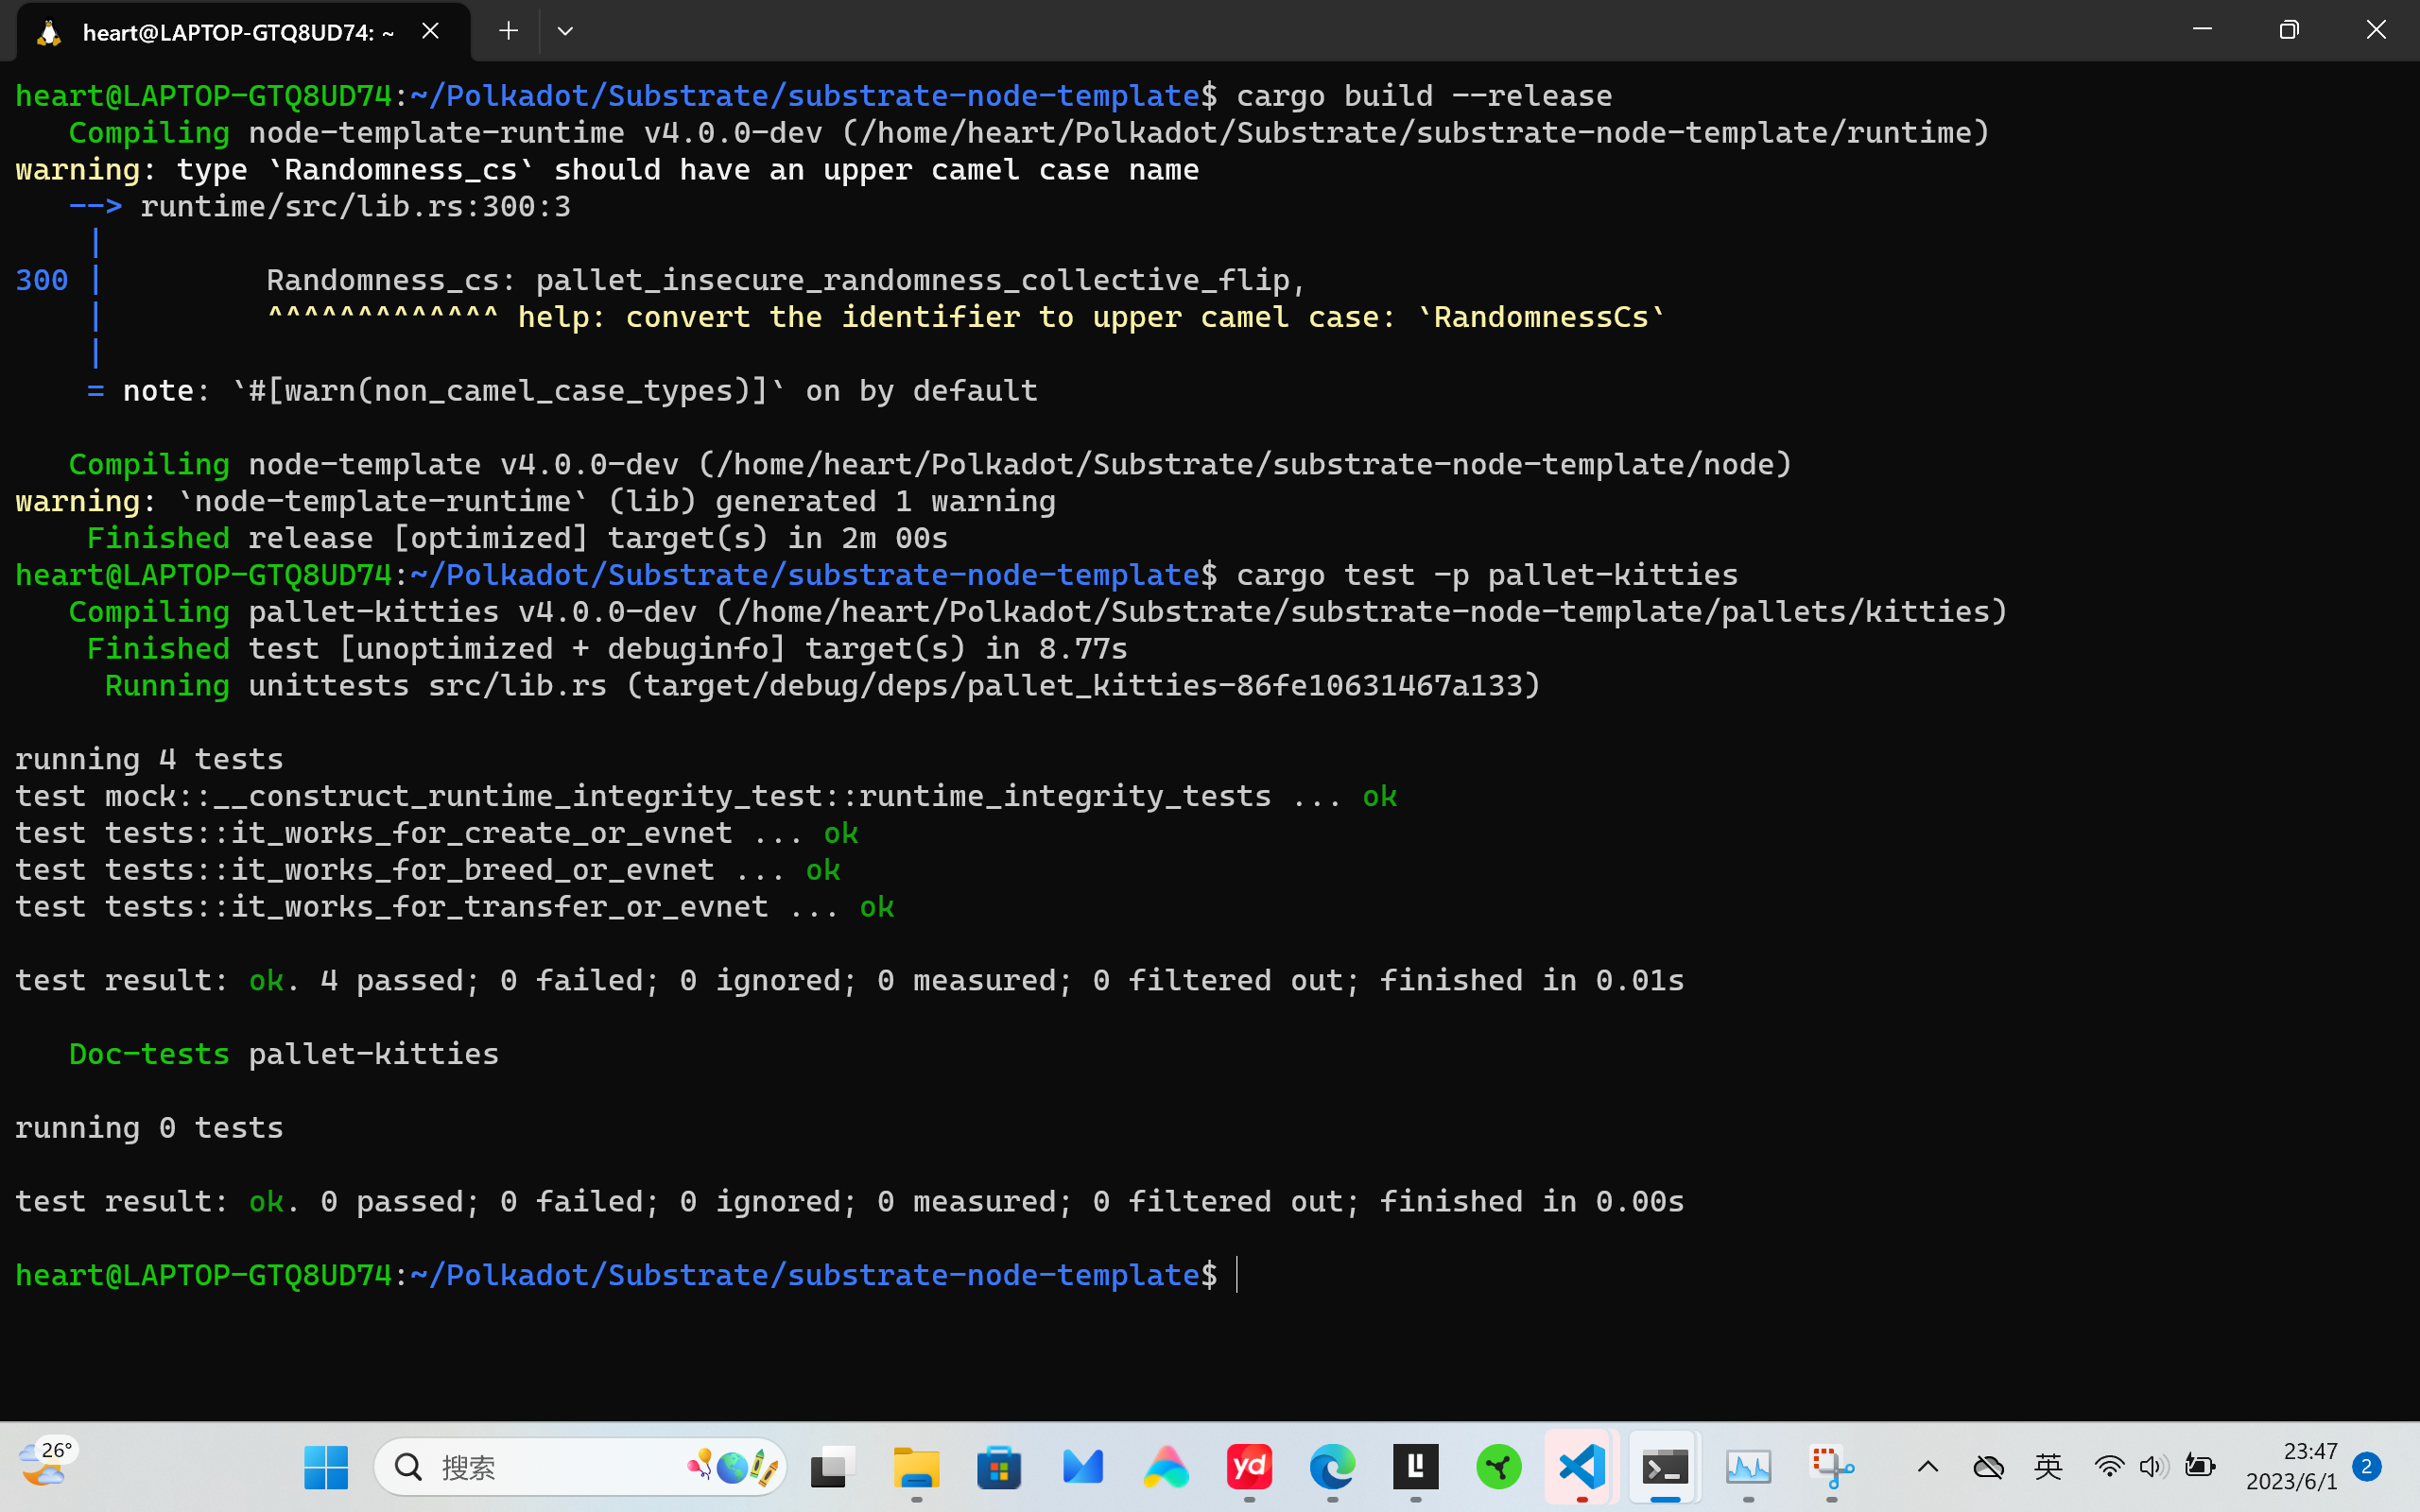 heart@LAPTOP-GTQ8UD74: ~
heart@LAPTOP-GTQ8UD74:~/Polkadot/Substrate/substrate-node-template$ cargo build --release
   Compiling node-template-runtime v4.0.0-dev (/home/heart/Polkadot/Substrate/substrate-node-template/runtime)
warning: type `Randomness_cs` should have an upper camel case name
   --> runtime/src/lib.rs:300:3
    |
300 |         Randomness_cs: pallet_insecure_randomness_collective_flip,
    |         ^^^^^^^^^^^^^ help: convert the identifier to upper camel case: `RandomnessCs`
    |
    = note: `#[warn(non_camel_case_types)]` on by default
   Compiling node-template v4.0.0-dev (/home/heart/Polkadot/Substrate/substrate-node-template/node)
warning: `node-template-runtime` (lib) generated 1 warning
    Finished release [optimized] target(s) in 2m 00s
heart@LAPTOP-GTQ8UD74:~/Polkadot/Substrate/substrate-node-template$ cargo test -p pallet-kitties
   Compiling pallet-kitties v4.0.0-dev (/home/heart/Polkadot/Substrate/substrate-node-template/pallets/kitties)
    Finished test [unoptimized + debuginfo] target(s) in 8.77s
     Running unittests src/lib.rs (target/debug/deps/pallet_kitties-86fe10631467a133)
running 4 tests
test mock::__construct_runtime_integrity_test::runtime_integrity_tests ... ok
test tests::it_works_for_create_or_evnet ... ok
test tests::it_works_for_breed_or_evnet ... ok
test tests::it_works_for_transfer_or_evnet ... ok
test result: ok. 4 passed; 0 failed; 0 ignored; 0 measured; 0 filtered out; finished in 0.01s
   Doc-tests pallet-kitties
running 0 tests
test result: ok. 0 passed; 0 failed; 0 ignored; 0 measured; 0 filtered out; finished in 0.00s
heart@LAPTOP-GTQ8UD74:~/Polkadot/Substrate/substrate-node-template$
26°
搜索
yd
英
23:47
2023/6/1
2